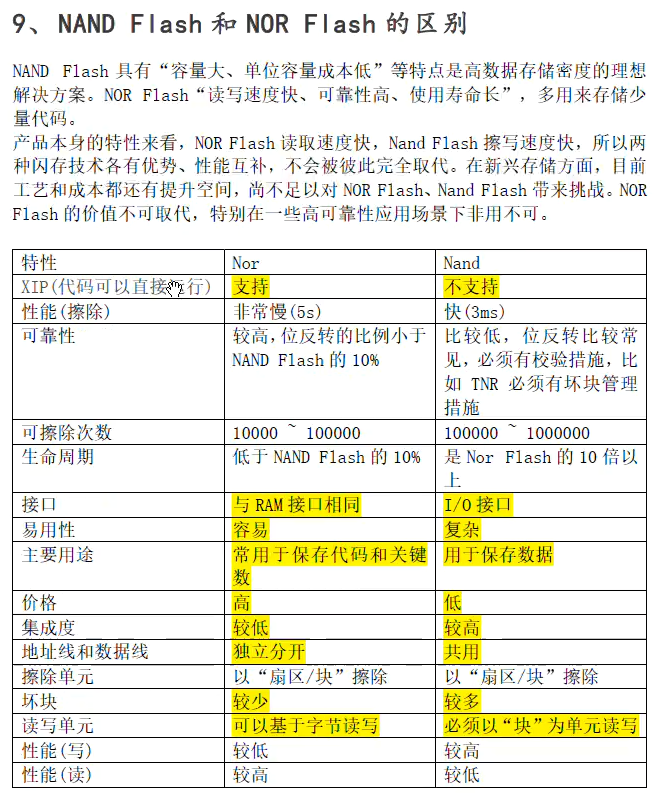 9、NAND Flash 和 NOR Flash 的区别
NAND Flash 具有“容量大、单位容量成本低”等特点是高数据存储密度的理想
解决方案。NOR Flash“读写速度快、可靠性高、使用寿命长”，多用来存储少
量代码。
产品本身的特性来看，NOR Flash 读取速度快，Nand Flash 擦写速度快，所以两
种闪存技术各有优势、性能互补，不会被彼此完全取代。在新兴存储方面，目前
工艺和成本都还有提升空间，尚不足以对 NOR Flash、Nand Flash 带来挑战。NOR
Flash 的价值不可取代，特别在一些高可靠性应用场景下非用不可。
特性 Nor Nand
XIP(代码可以直接运行) 支持 不支持
性能(擦除) 非常慢(5s) 快(3ms)
可靠性 较高,位反转的比例小于 比较低，位反转比较常
NAND Flash 的 10% 见，必须有校验措施，比
如 TNR 必须有坏块管理
措施
可擦除次数 10000 ~ 100000 100000 ~ 1000000
生命周期 低于 NAND Flash 的 10% 是 Nor Flash 的 10 倍以
上
接口 与 RAM 接口相同 I/O 接口
易用性 容易 复杂
主要用途 常用于保存代码和关键 用于保存数据
数
价格 高 低
集成度 较低 较高
地址线和数据线 独立分开 共用
擦除单元 以“扇区/块”擦除 以“扇区/块”擦除
坏块 较少 较多
读写单元 可以基于字节读写 必须以“块”为单元读写
性能(写) 较低 较高
性能(读) 较高 较低